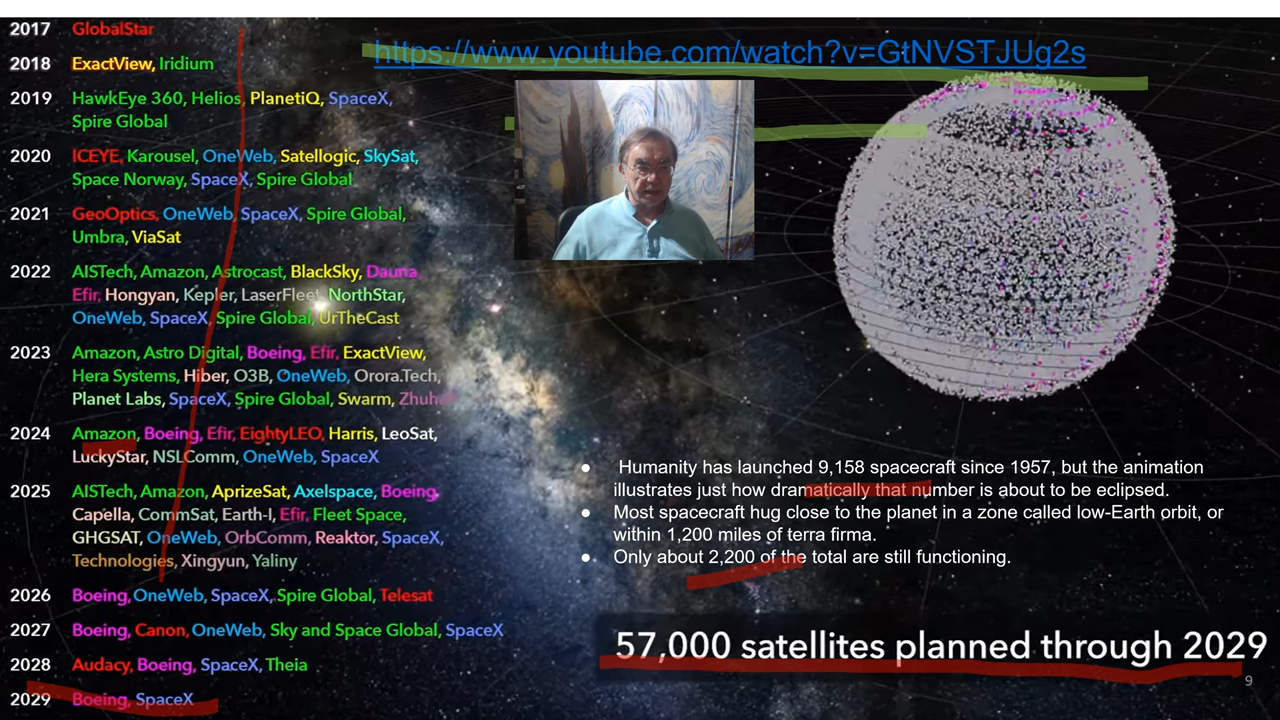 2017 GlobalStar
2018 ExactView, Iridium
2019 HawkEye 360, Helios, PlanetiQ, SpaceX,
Spire Global
2020 ICEYE, Karousel, OneWeb, Satellogic, SkySat,
Space Norway, SpaceX, Spire Global
2021 GeoOptics, OneWeb, SpaceX, Spire Global,
Umbra, ViaSat
2022 AISTech, Amazon, Astrocast, BlackSky, Dauria,
Efir, Hongyan, Kepler, LaserFleet, NorthStar,
OneWeb, SpaceX, Spire Global, UrTheCast
2023 Amazon, Astro Digital, Boeing, Efir, ExactView,
Hera Systems, Hiber, O3B, OneWeb, Orora.Tech,
Planet Labs, SpaceX, Spire Global, Swarm,
2024 Amazon, Boeing, Efir, EightyLEO, Harris, LeoSat,
LuckyStar, NSLComm, OneWeb, SpaceX
2025 AISTech, Amazon, AprizeSat, Axelspace, Boeing,
Capella, CommSat, Earth-I, Efir, Fleet Space,
GHGSAT, OneWeb, OrbComm, Reaktor, SpaceX,
Technologies, Xingyun, Yaliny
2026 Boeing, OneWeb, SpaceX, Spire Global, Telesat
2027 Boeing, Canon, OneWeb, Sky and Space Global, SpaceX
2028 Audacy, Boeing, SpaceX, Theia
2029 Boeing, SpaceX
https://www.youtube.com/watch?v=GtNVSTJUg2s
● Humanity has launched 9,158 spacecraft since 1957, but the animation
illustrates just how dramatically that number is about to be eclipsed.
● Most spacecraft hug close to the planet in a zone called low-Earth orbit, or
within 1,200 miles of terra firma.
● Only about 2,200 of the total are still functioning.
57,000 satellites planned through 2029
9